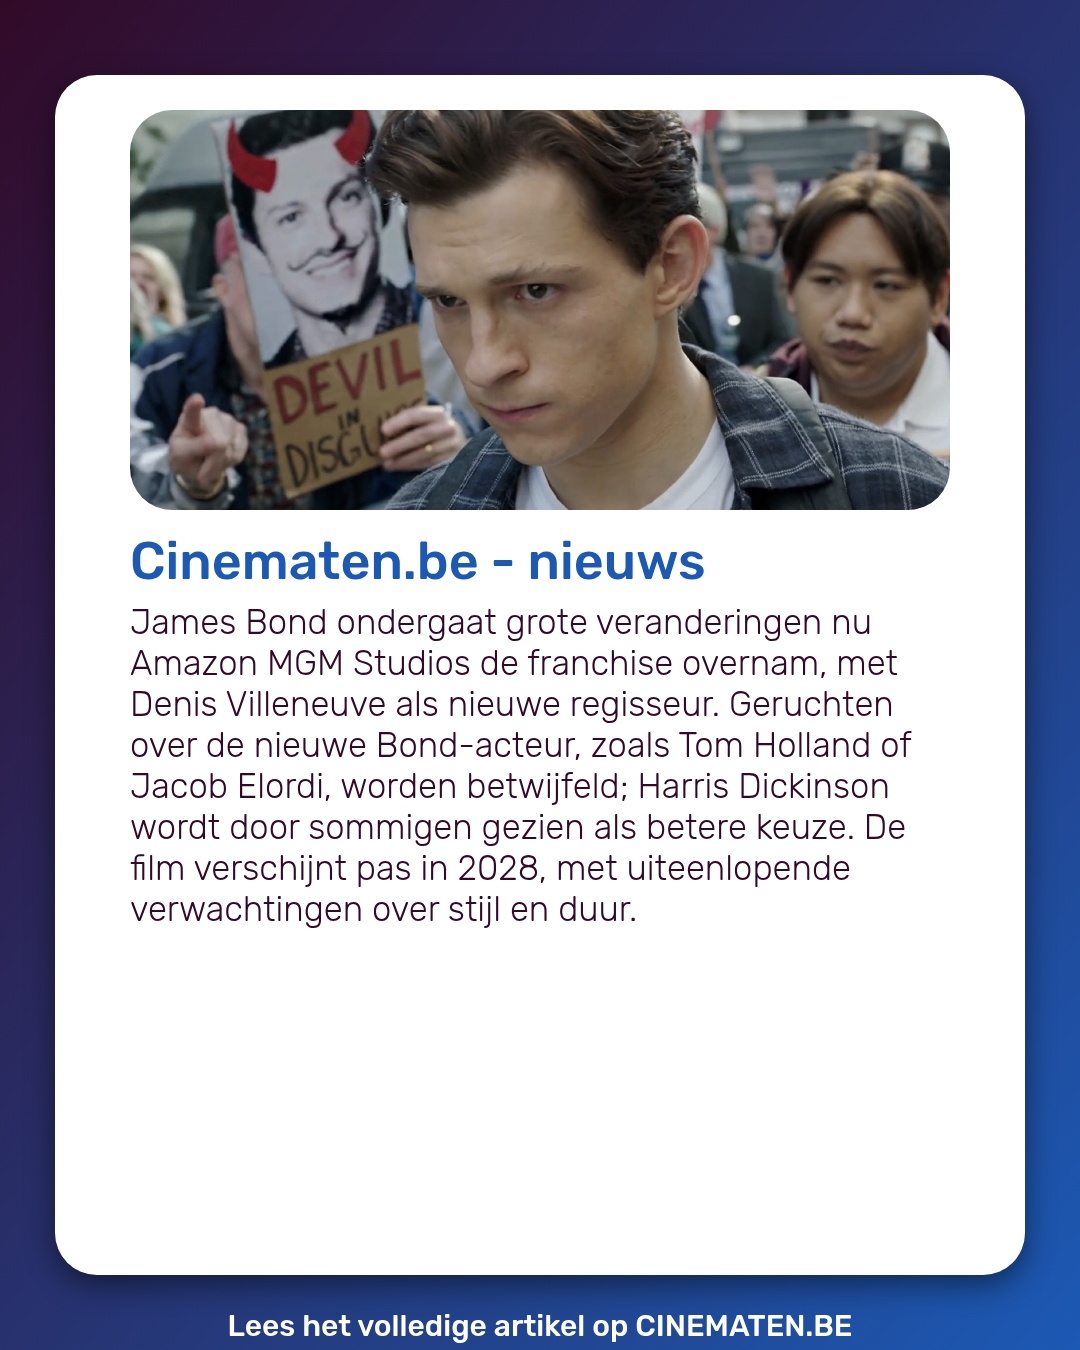 DEVIL
IN
Cinematen.be - nieuws
James Bond ondergaat grote veranderingen nu
Amazon MGM Studios de franchise overnam, met
Denis Villeneuve als nieuwe regisseur. Geruchten
over de nieuwe Bond-acteur, zoals Tom Holland of
Jacob Elordi, worden betwijfeld; Harris Dickinson
wordt door sommigen gezien als betere keuze. De
film verschijnt pas in 2028, met uiteenlopende
verwachtingen over stijl en duur.
Lees het volledige artikel op CINEMATEN.BE